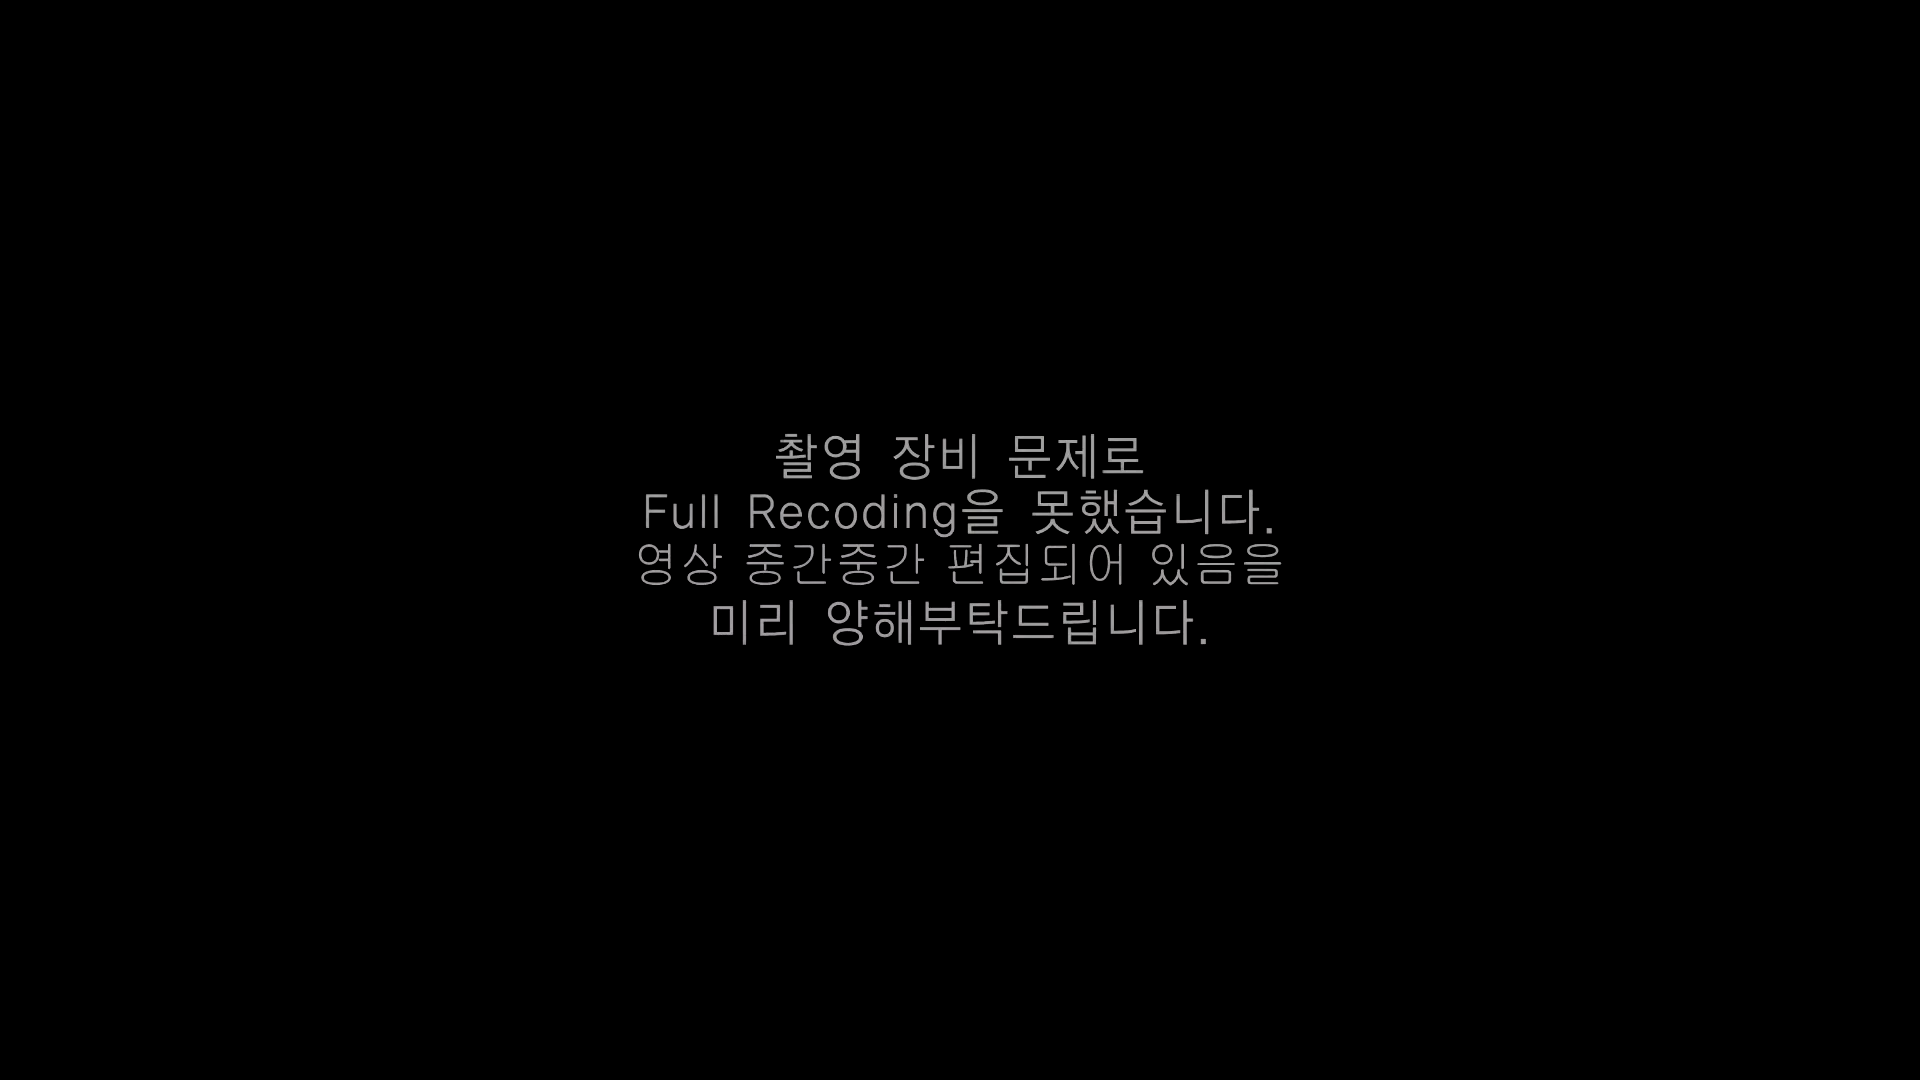 촬영 장비 문제로
Full Recoding을 못했습니다.
영상 중간중간 편집되어 있음을
미리 양해부탁드립니다.